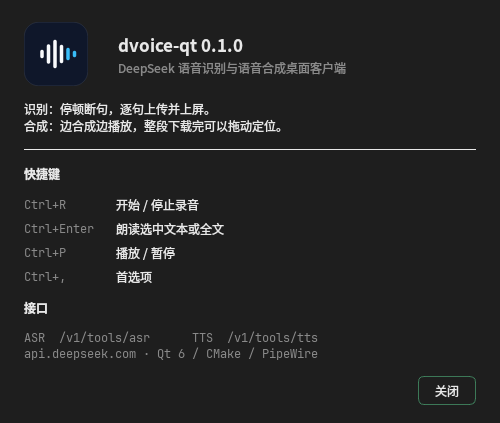 dvoice-qt 0.1.0
DeepSeek 语音识别与语音合成桌面客户端
识别：停顿断句，逐句上传并上屏。
合成：边合成边播放，整段下载完可以拖动定位。
快捷键
Ctrl+R 开始 / 停止录音
Ctrl+Enter 朗读选中文本或全文
Ctrl+P 播放 / 暂停
Ctrl+, 首选项
接口
ASR /v1/tools/asr TTS /v1/tools/tts
api.deepseek.com · Qt 6 / CMake / PipeWire
关闭